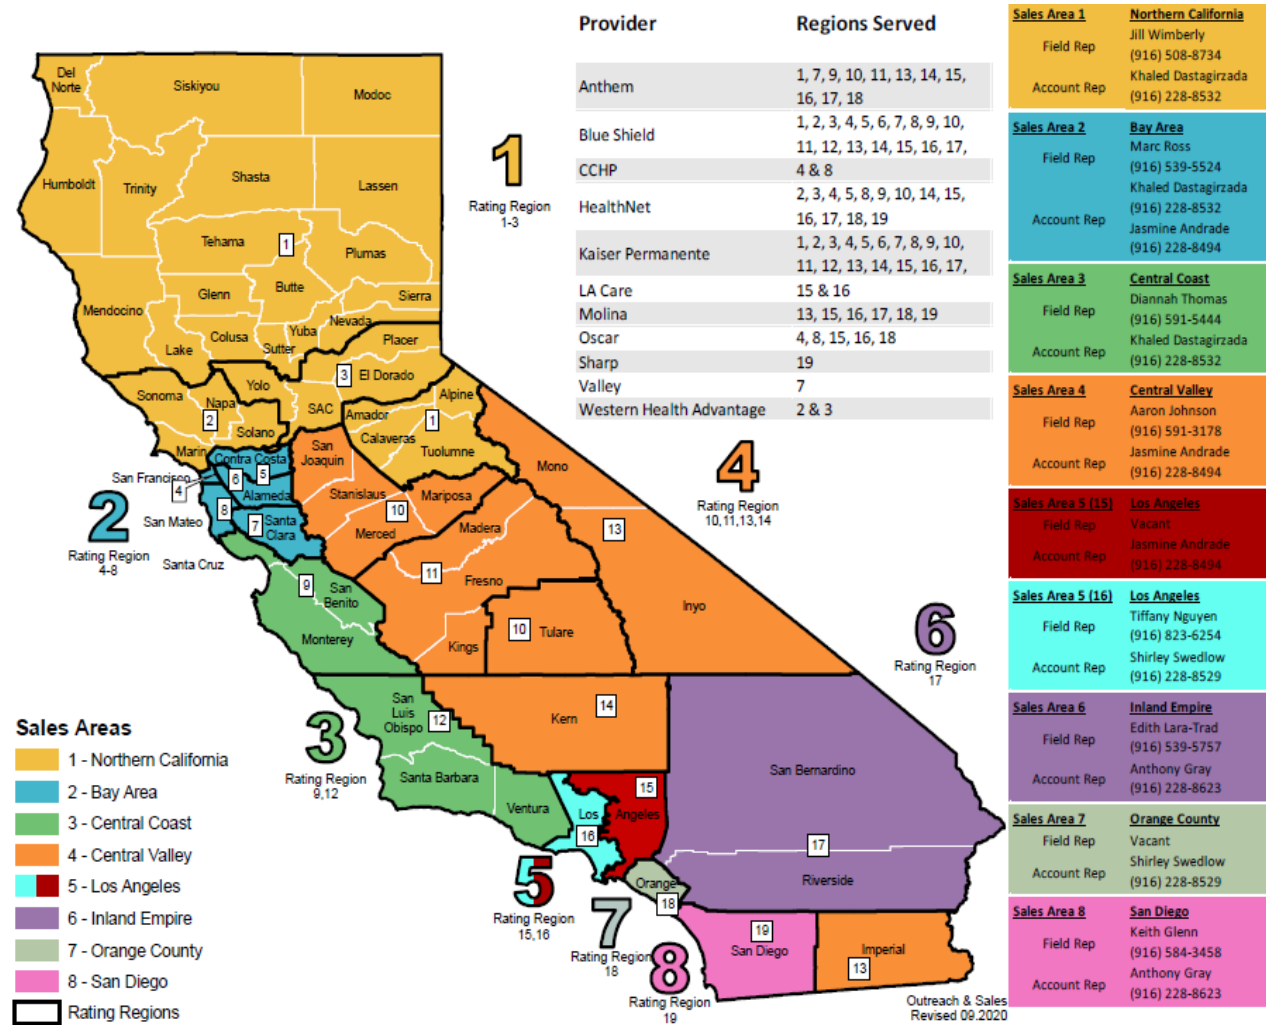 Provider Regions Served
Anthem 1, 7, 9, 10, 11, 13, 14, 15,
16, 17, 18
Blue Shield 1, 2, 3, 4, 5, 6, 7, 8, 9, 10,
11, 12, 13, 14, 15, 16, 17,
CCHP 4 & 8
HealthNet 2, 3, 4, 5, 8, 9, 10, 14, 15,
16, 17, 18, 19
Kaiser Permanente 1, 2, 3, 4, 5, 6, 7, 8, 9, 10,
11, 12, 13, 14, 15, 16, 17,
LA Care 15 & 16
Molina 13, 15, 16, 17, 18, 19
Oscar 4, 8, 15, 16, 18
Sharp 19
Valley 7
Western Health Advantage 2 & 3
Sales Area 1 Northern California
Field Rep Jill Wimberly
(916) 508-8734
Account Rep Khaled Dastagirzada
(916) 228-8532
Sales Area 2 Bay Area
Field Rep Marc Ross
(916) 539-5524
Account Rep Khaled Dastagirzada
(916) 228-8532
Jasmine Andrade
(916) 228-8494
Sales Area 3 Central Coast
Field Rep Diannah Thomas
(916) 591-5444
Account Rep Khaled Dastagirzada
(916) 228-8532
Sales Area 4 Central Valley
Field Rep Aaron Johnson
(916) 591-3178
Account Rep Jasmine Andrade
(916) 228-8494
Sales Area 5 (15) Los Angeles
Field Rep Vacant
Account Rep Jasmine Andrade
(916) 228-8494
Sales Area 5 (16) Los Angeles
Field Rep Tiffany Nguyen
(916) 823-6254
Account Rep Shirley Swedlow
(916) 228-8529
Sales Area 6 Inland Empire
Field Rep Edith Lara-Trad
(916) 539-5757
Account Rep Anthony Gray
(916) 228-8623
Sales Area 7 Orange County
Field Rep Vacant
Account Rep Shirley Swedlow
(916) 228-8529
Sales Area 8 San Diego
Field Rep Keith Glenn
(916) 584-3458
Account Rep Anthony Gray
(916) 228-8623
Del
Norte
Siskiyou
Modoc
Humboldt
Trinity
Shasta
Lassen
Tehama
1
Plumas
Mendocino
Glenn
Butte
Sierra
Lake
Colusa
Sutter
Yuba
Nevada
Placer
Sonoma
Napa
2
Yolo
Solano
Marin
SAC
3
El Dorado
Amador
Alpine
1
Calaveras
Tuolumne
Contra Costa
5
6
San Francisco
4
Alameda
San Mateo
8
7
Santa
Clara
Santa Cruz
San
Joaquin
Stanislaus
10
Merced
Mariposa
Madera
Mono
13
11
Fresno
Inyo
9
San
Benito
Monterey
Kings
10
Tulare
San
Luis
Obispo
12
Kern
14
Santa Barbara
Ventura
Los
16
Angeles
15
San Bernardino
17
Riverside
Orange
18
19
San Diego
Imperial
13
1
Rating Region
1-3
2
Rating Region
4-8
3
Rating Region
9,12
4
Rating Region
10,11,13,14
5
Rating Region
15,16
6
Rating Region
17
7
Rating Region
18
8
Rating Region
19
Sales Areas
1 - Northern California
2 - Bay Area
3 - Central Coast
4 - Central Valley
5 - Los Angeles
6 - Inland Empire
7 - Orange County
8 - San Diego
Rating Regions
Outreach & Sales
Revised 09.2020